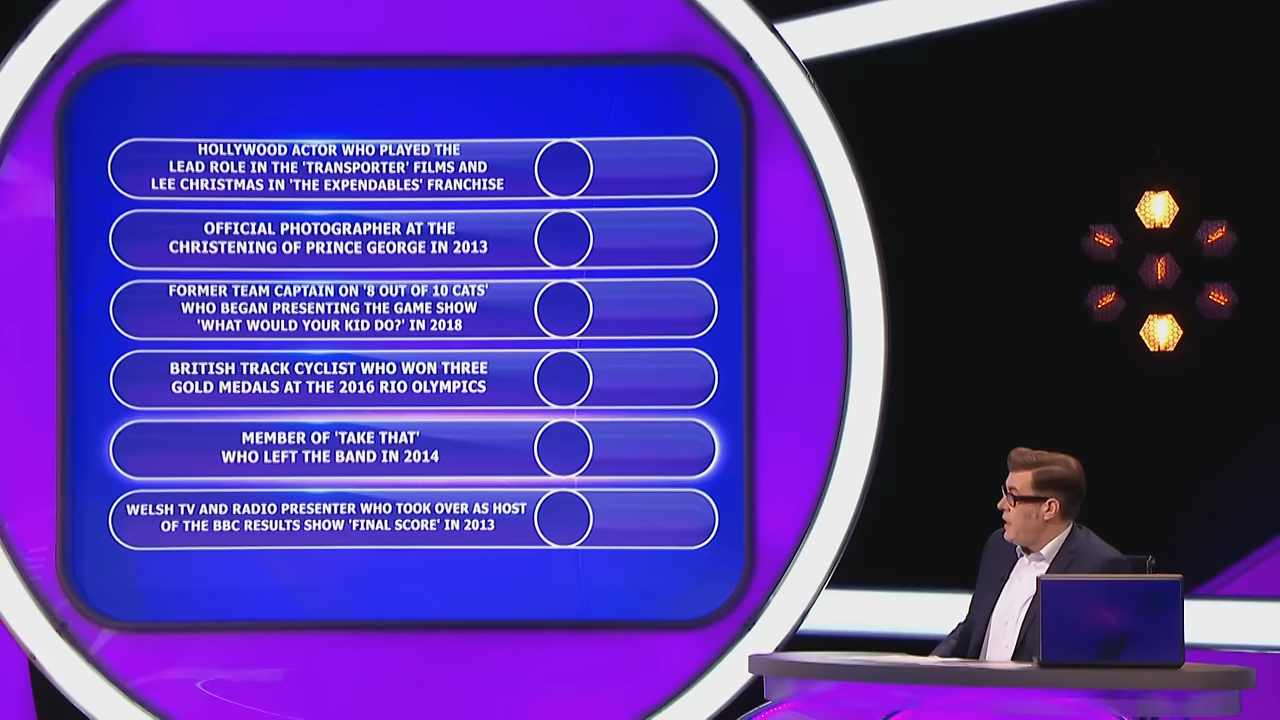 HOLLYWOOD ACTOR WHO PLAYED THE
LEAD ROLE IN THE 'TRANSPORTER' FILMS AND
LEE CHRISTMAS IN 'THE EXPENDABLES' FRANCHISE
OFFICIAL PHOTOGRAPHER AT THE
CHRISTENING OF PRINCE GEORGE IN 2013
FORMER TEAM CAPTAIN ON '8 OUT OF 10 CATS'
WHO BEGAN PRESENTING THE GAME SHOW
'WHAT WOULD YOUR KID DO?' IN 2018
BRITISH TRACK CYCLIST WHO WON THREE
GOLD MEDALS AT THE 2016 RIO OLYMPICS
MEMBER OF 'TAKE THAT'
WHO LEFT THE BAND IN 2014
WELSH TV AND RADIO PRESENTER WHO TOOK OVER AS HOST
OF THE BBC RESULTS SHOW 'FINAL SCORE' IN 2013